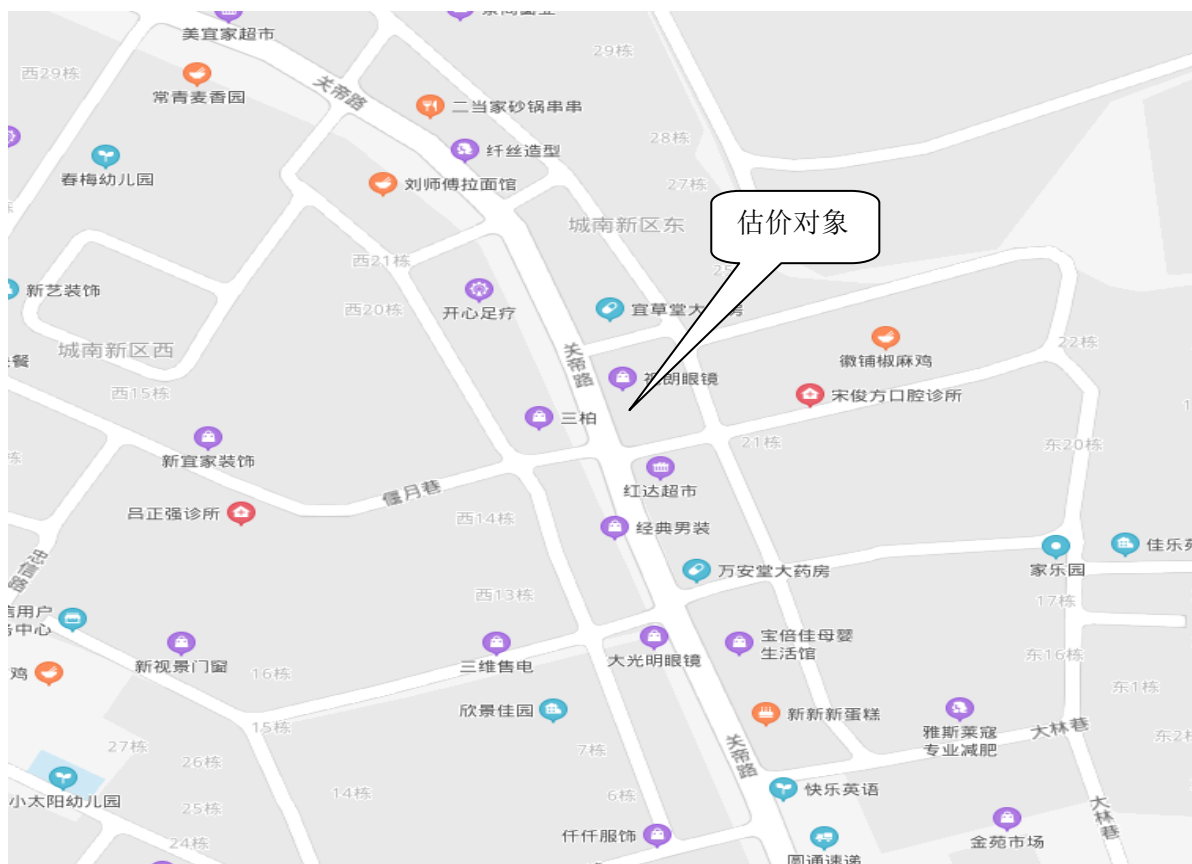 美宜家超市
西29栋
常青麦香园
关帝路
29栋
二当家砂锅串串
28栋
纤丝造型
春梅幼儿园
刘师傅拉面馆
27栋
城南新区东
估价对象
西21栋
新艺装饰
西20栋
开心足疗
宜草堂大药房
城南新区西
关帝路
徽铺椒麻鸡
22栋
西15栋
视朗眼镜
宋俊方口腔诊所
三柏
21栋
东20栋
新宜家装饰
偃月巷
红达超市
吕正强诊所
西14栋
经典男装
忠信路
万安堂大药房
家乐园
佳乐苑
西13栋
17栋
宝倍佳母婴
生活馆
新视景门窗
16栋
三维售电
大光明眼镜
东16栋
东1栋
鸡
欣景佳园
新新新蛋糕
雅斯莱寇
专业减肥
大林巷
15栋
27栋
26栋
7栋
关帝路
小太阳幼儿园
25栋
14栋
6栋
快乐英语
大林巷
24栋
仟仟服饰
金苑市场
圆通速递